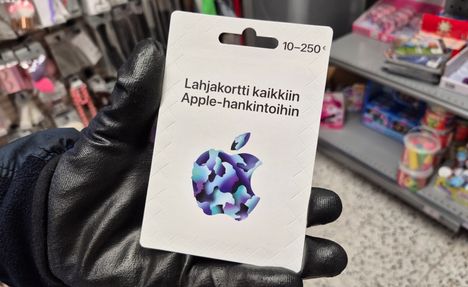 10–250€
Lahjakortti kaikkiin
Apple-hankintoihin